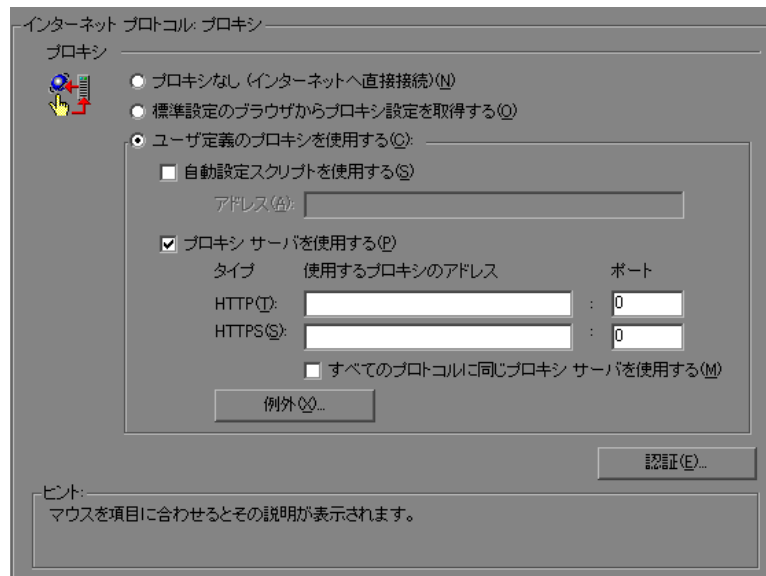 インターネット プロトコル: プロキシ
プロキシ
プロキシなし (インターネットへ直接接続)(N)
標準設定のブラウザからプロキシ設定を取得する(O)
ユーザ定義のプロキシを使用する(C):
自動設定スクリプトを使用する(S)
アドレス(A):
プロキシ サーバを使用する(P)
タイプ 使用するプロキシのアドレス ポート
HTTP(T): : 0
HTTPS(S): : 0
すべてのプロトコルに同じプロキシ サーバを使用する(M)
例外(X)...
認証(E)...
ヒント:
マウスを項目に合わせるとその説明が表示されます。